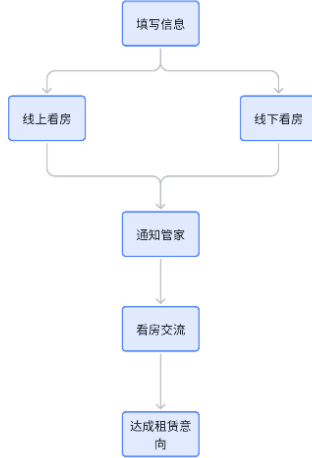 填写信息
线上看房
线下看房
通知管家
看房交流
达成租赁意
向